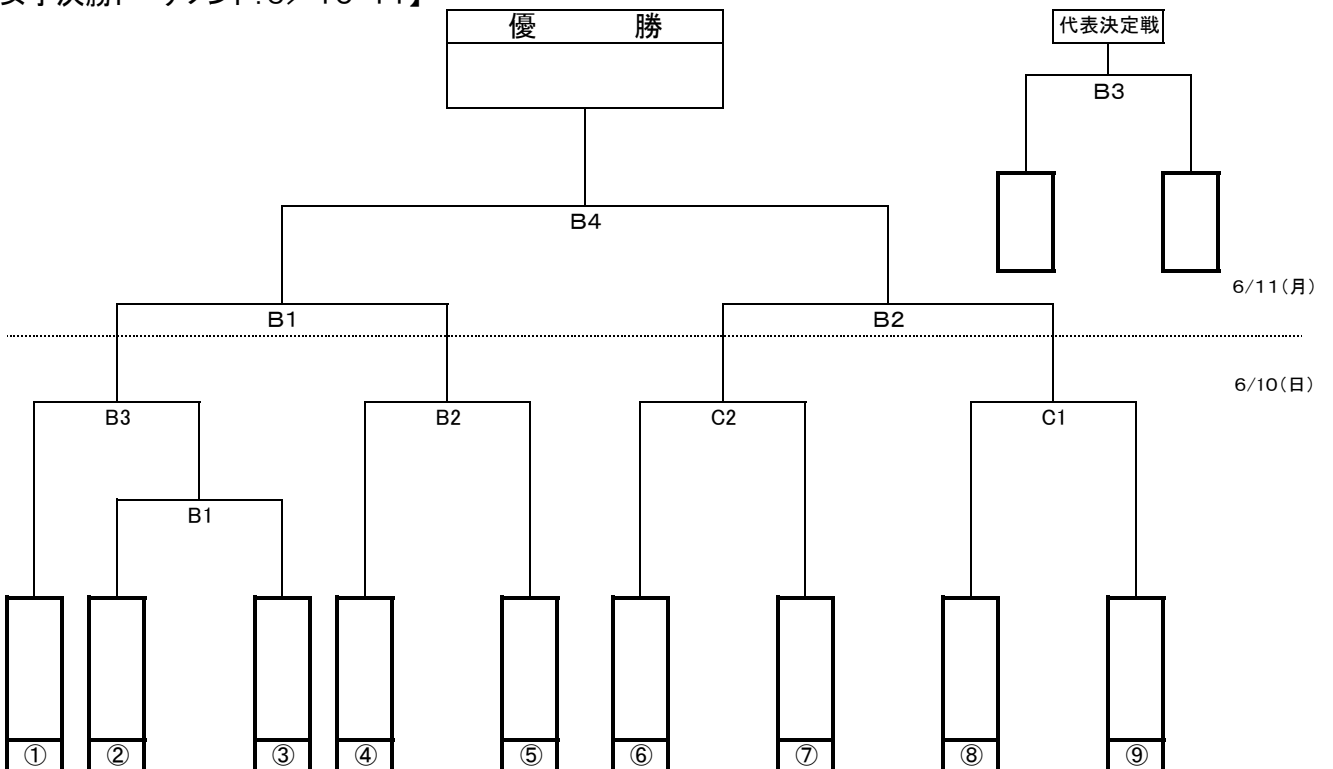 優　勝
代表決定戦
B3
B4
6/11(月)
B1
B2
6/10(日)
B3
B2
C2
C1
B1
① ② ③ ④ ⑤ ⑥ ⑦ ⑧ ⑨